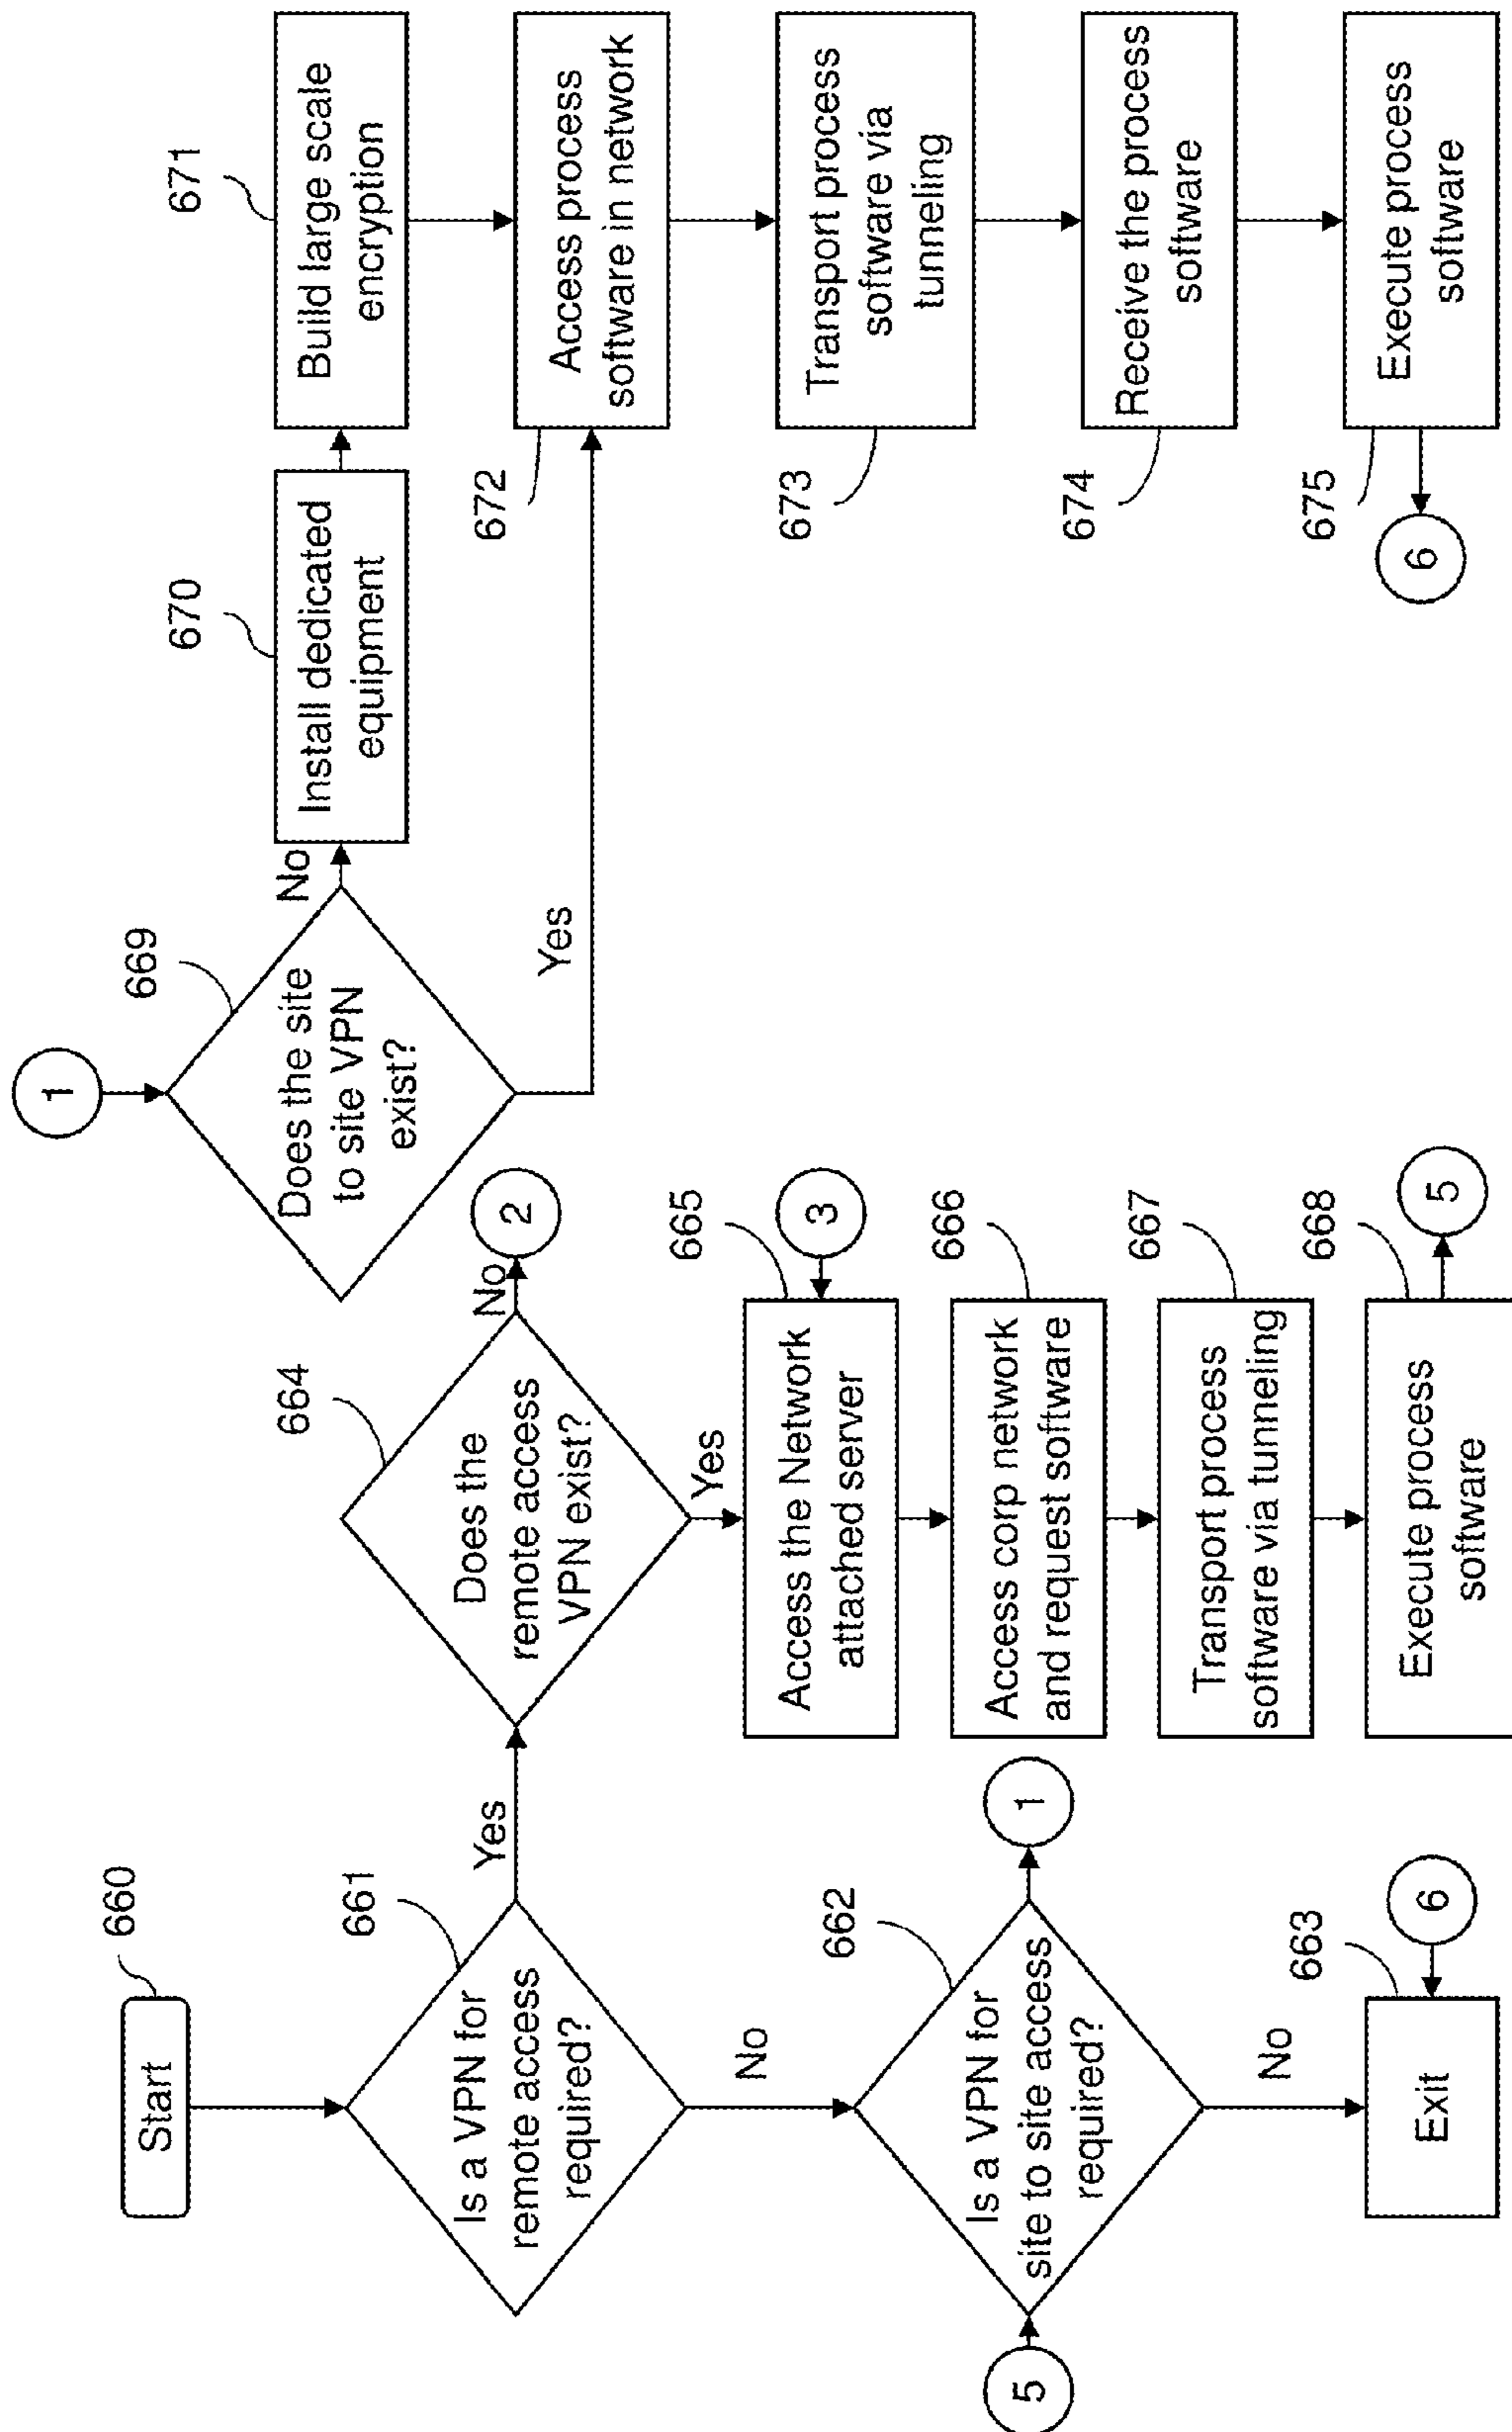 660
Start
661
Is a VPN for
remote access
required?
Yes
No
662
Is a VPN for
site to site access
required?
5
1
No
663
Exit
6
664
Does the
remote access
VPN exist?
No
2
Yes
665
Access the Network
attached server
3
666
Access corp network
and request software
667
Transport process
software via tunneling
668
Execute process
software
5
1
669
Does the site
to site VPN
exist?
No
Yes
670
Install dedicated
equipment
671
Build large scale
encryption
672
Access process
software in network
673
Transport process
software via
tunneling
674
Receive the process
software
675
Execute process
software
6